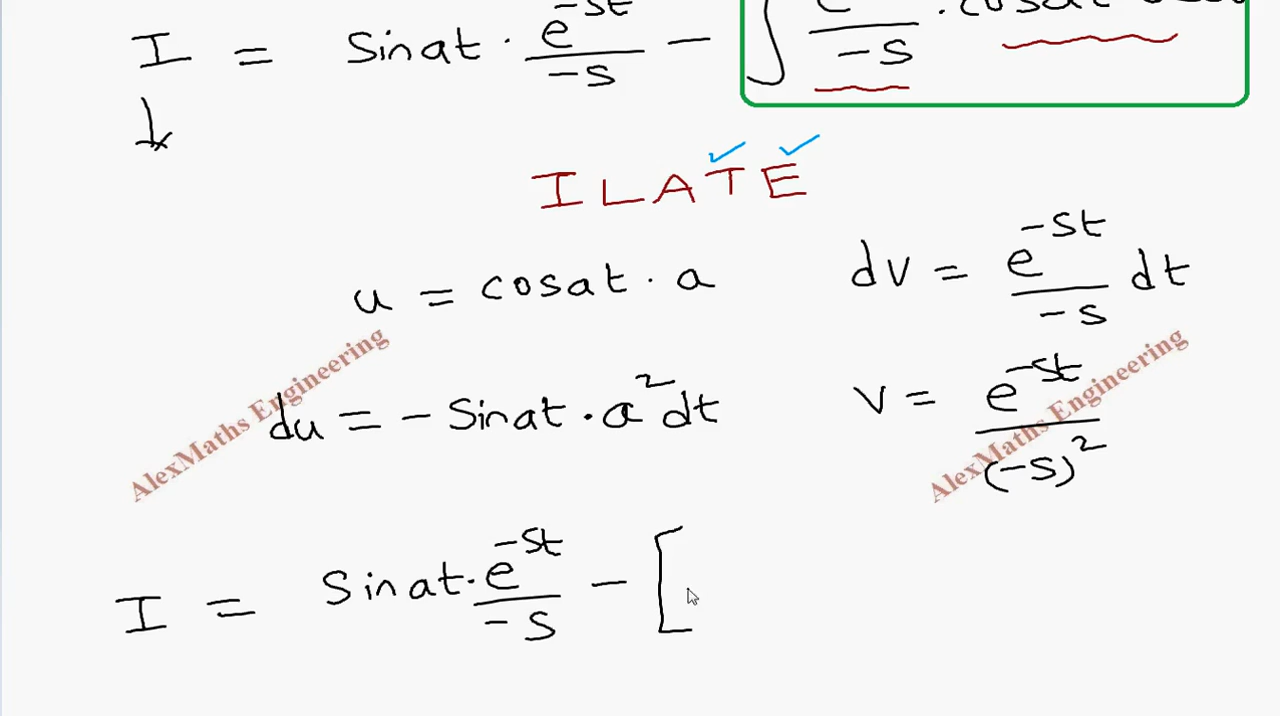 I = Sinat · e^-st/-s - ∫ e/-s · cosat
ILATE
u = cosat · a dv = e^-st/-s dt
du = - Sinat · a² dt v = e^-st/(-s)²
AlexMaths Engineering AlexMaths Engineering
I = Sinat · e^-st/-s - [